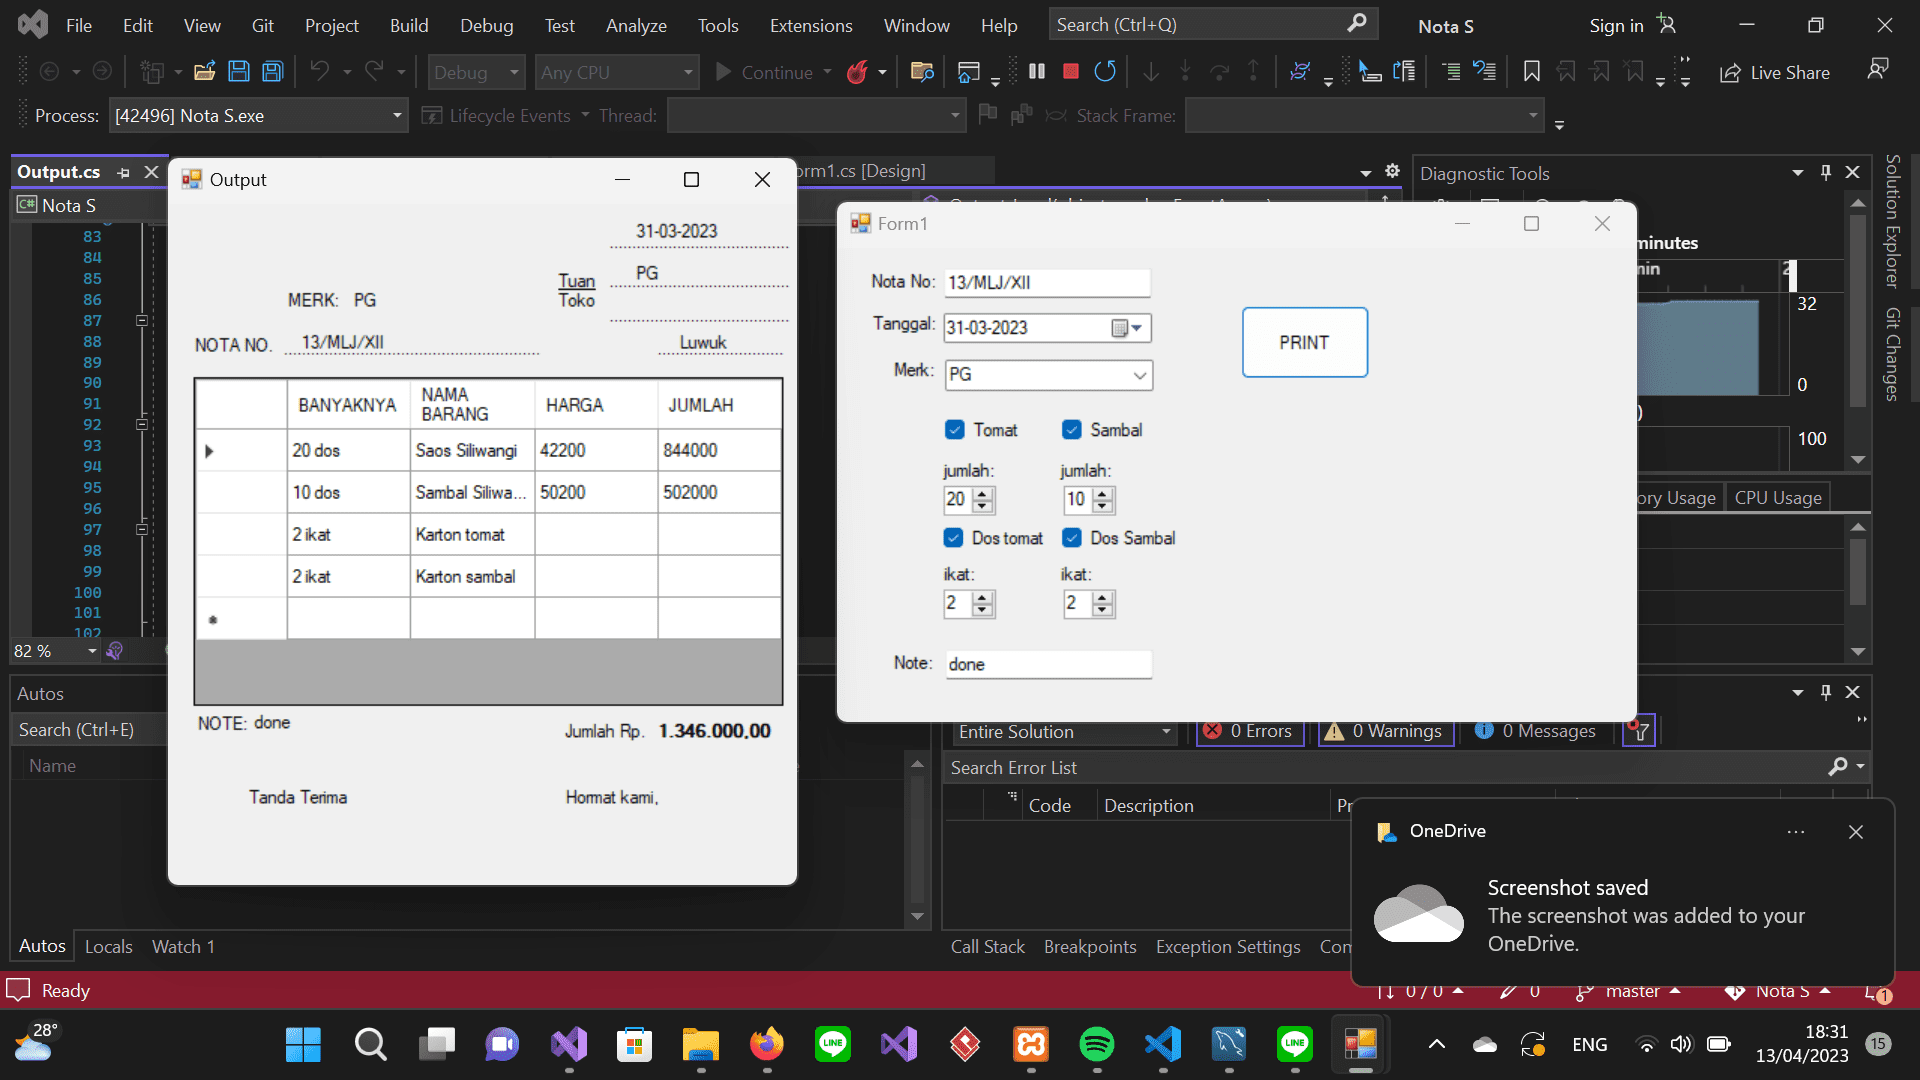 File Edit View Git Project Build Debug Test Analyze Tools Extensions Window Help Search (Ctrl+Q) Nota S Sign in
Debug Any CPU Continue Live Share
Process: [42496] Nota S.exe Lifecycle Events Thread: Stack Frame:
Output.cs
Form1.cs [Design]
Nota S
83
84
85
86
87
88
89
90
91
92
93
94
95
96
97
98
99
100
101
102
82 %
Output
31-03-2023
Tuan PG
Toko
MERK: PG
NOTA NO. 13/MLJ/XII Luwuk
BANYAKNYA NAMA BARANG HARGA JUMLAH
20 dos Saos Siliwangi 42200 844000
10 dos Sambal Siliwa... 50200 502000
2 ikat Karton tomat
2 ikat Karton sambal
NOTE: done
Jumlah Rp. 1.346.000,00
Tanda Terima Hormat kami,
Form1
Nota No: 13/MLJ/XII
Tanggal: 31-03-2023
Merk: PG
PRINT
Tomat Sambal
jumlah: jumlah:
20 10
Dos tomat Dos Sambal
ikat: ikat:
2 2
Note: done
Diagnostic Tools
minutes
32
0
100
CPU Usage
Solution Explorer
Git Changes
Autos
Search (Ctrl+E)
Name
Autos Locals Watch 1
Entire Solution 0 Errors 0 Warnings 0 Messages
Search Error List
Code Description
Call Stack Breakpoints Exception Settings
OneDrive
Screenshot saved
The screenshot was added to your
OneDrive.
Ready
0 / 0 0 master Nota S 1
28°
LINE
LINE
ENG
18:31
13/04/2023
15